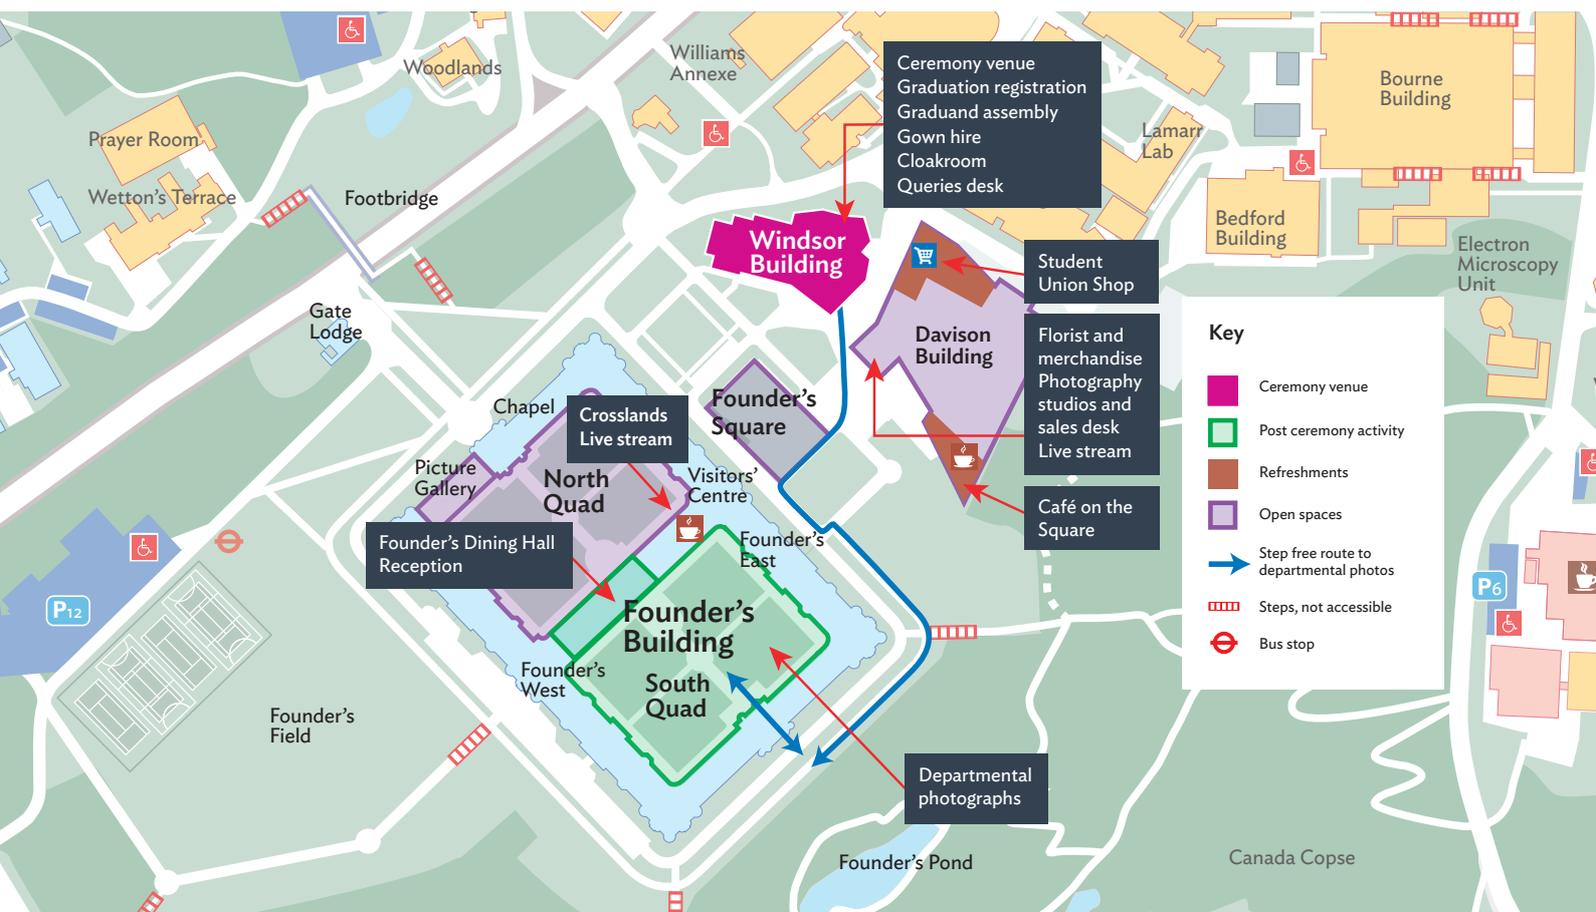 Woodlands
Williams
Annexe
Ceremony venue
Graduation registration
Graduand assembly
Gown hire
Cloakroom
Queries desk
Bourne
Building
Prayer Room
Lamarr
Lab
Wetton's Terrace
Footbridge
Bedford
Building
Windsor
Building
Electron
Microscopy
Unit
Student
Union Shop
Gate
Lodge
Davison
Building
Florist and
merchandise
Photography
studios and
sales desk
Live stream
Key
Ceremony venue
Post ceremony activity
Refreshments
Open spaces
Step free route to
departmental photos
Steps, not accessible
Bus stop
Chapel
Crosslands
Live stream
Founder's
Square
Picture
Gallery
North
Quad
Visitors'
Centre
Café on the
Square
Founder's Dining Hall
Reception
Founder's
East
P12
P6
Founder's
Building
Founder's
West
South
Quad
Founder's
Field
Departmental
photographs
Founder's Pond
Canada Copse